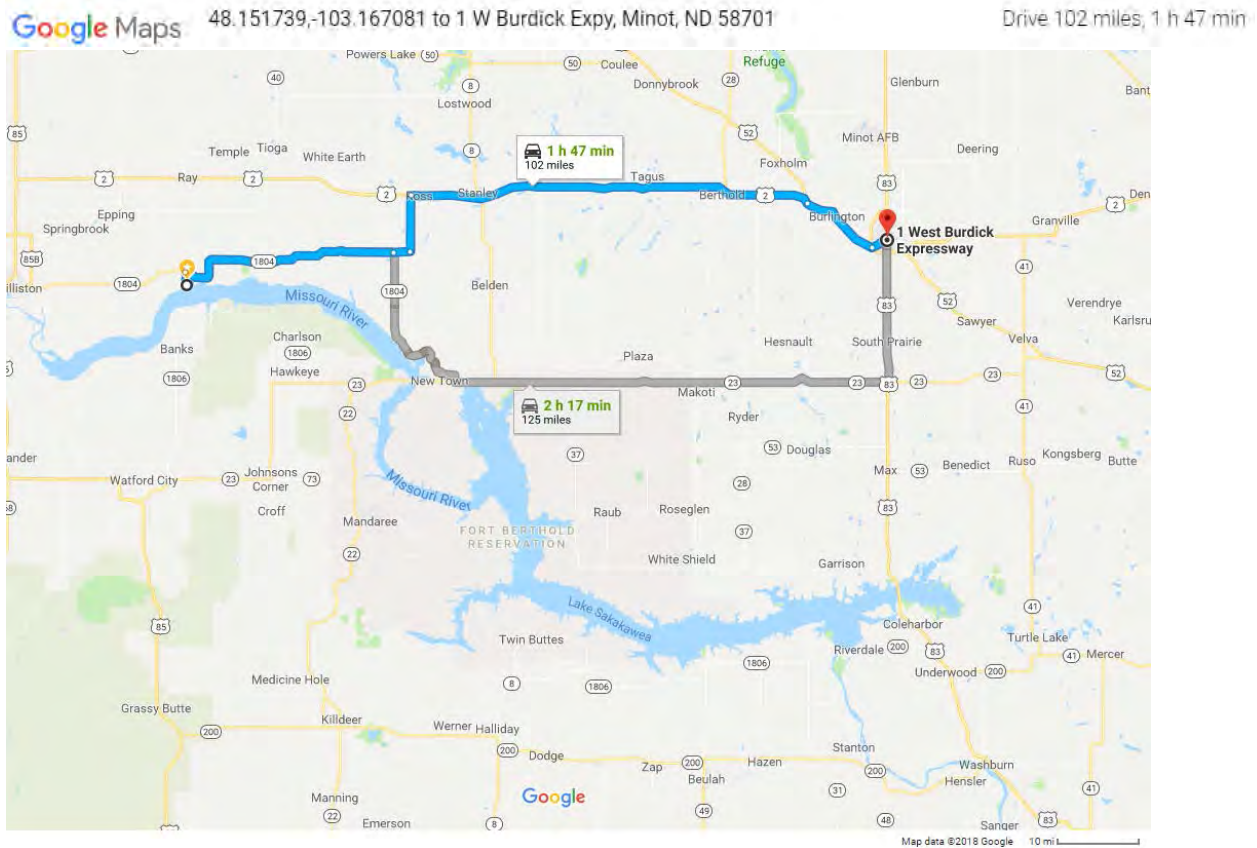 Google Maps
48.151739,-103.167081 to 1 W Burdick Expy, Minot, ND 58701
Drive 102 miles, 1 h 47 min
Powers Lake
50
50
Coulee
Refuge
40
8
Donnybrook
28
Glenburn
Lostwood
Bant
85
52
Minot AFB
Temple
Tioga
White Earth
8
1 h 47 min
102 miles
Foxholm
Deering
2
Ray
2
2
Ross
Stanley
Tagus
Berthold
2
83
Den
2
Epping
Springbrook
Burlington
Granville
1 West Burdick
Expressway
85B
1804
41
illiston
1804
1804
Belden
Missouri River
83
52
Verendrye
Sawyer
Karlsru
Banks
Charlson
1806
Hesnault
South Prairie
Velva
1806
Hawkeye
Plaza
52
23
New Town
Makoti
23
23
83
23
23
22
2 h 17 min
125 miles
Ryder
41
53
Douglas
ander
37
Watford City
23
Johnsons
Corner
73
Max
53
Benedict
Ruso
Kongsberg
Butte
Missouri River
28
Croff
Mandaree
Raub
Roseglen
83
37
FORT BERTHOLD
RESERVATION
22
White Shield
Garrison
41
Lake Sakakawea
85
Coleharbor
Twin Buttes
Riverdale
200
83
Turtle Lake
41
Mercer
1806
Underwood
200
Medicine Hole
8
1806
Grassy Butte
200
Killdeer
Werner
Halliday
200
Dodge
Stanton
Zap
200
Hazen
Washburn
Beulah
200
Hensler
Manning
Google
31
41
22
Emerson
8
49
48
Sanger
83
Map data ©2018 Google
10 mi